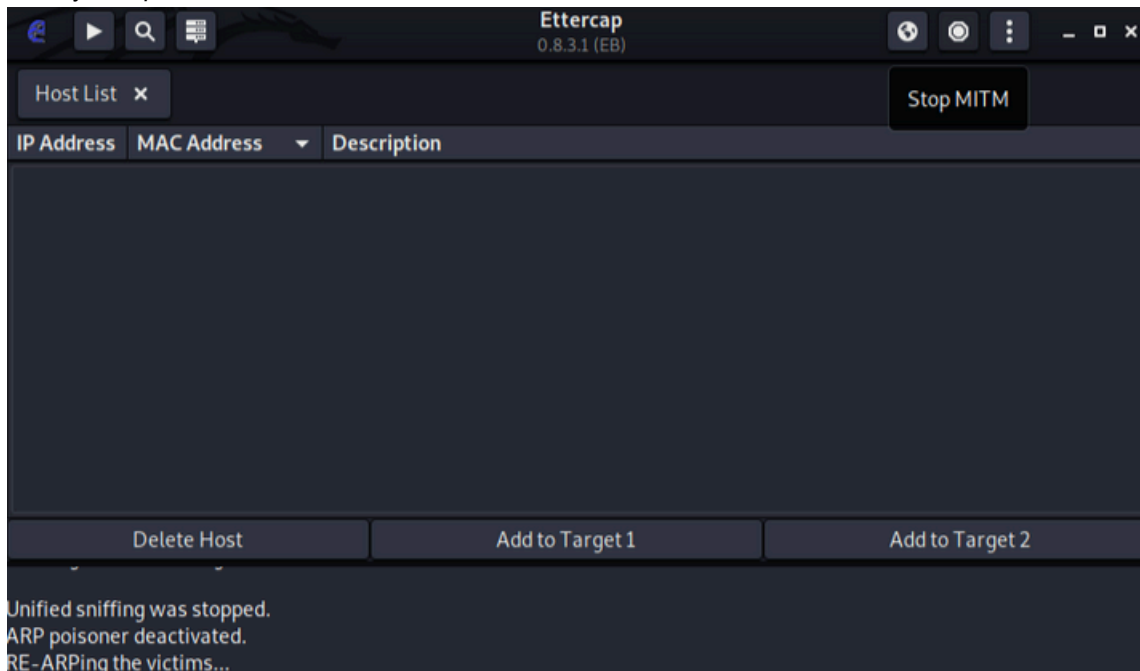 Ettercap
0.8.3.1 (EB)
Host List
Stop MITM
IP Address MAC Address Description
Delete Host Add to Target 1 Add to Target 2
Unified sniffing was stopped.
ARP poisoner deactivated.
RE-ARPing the victims...